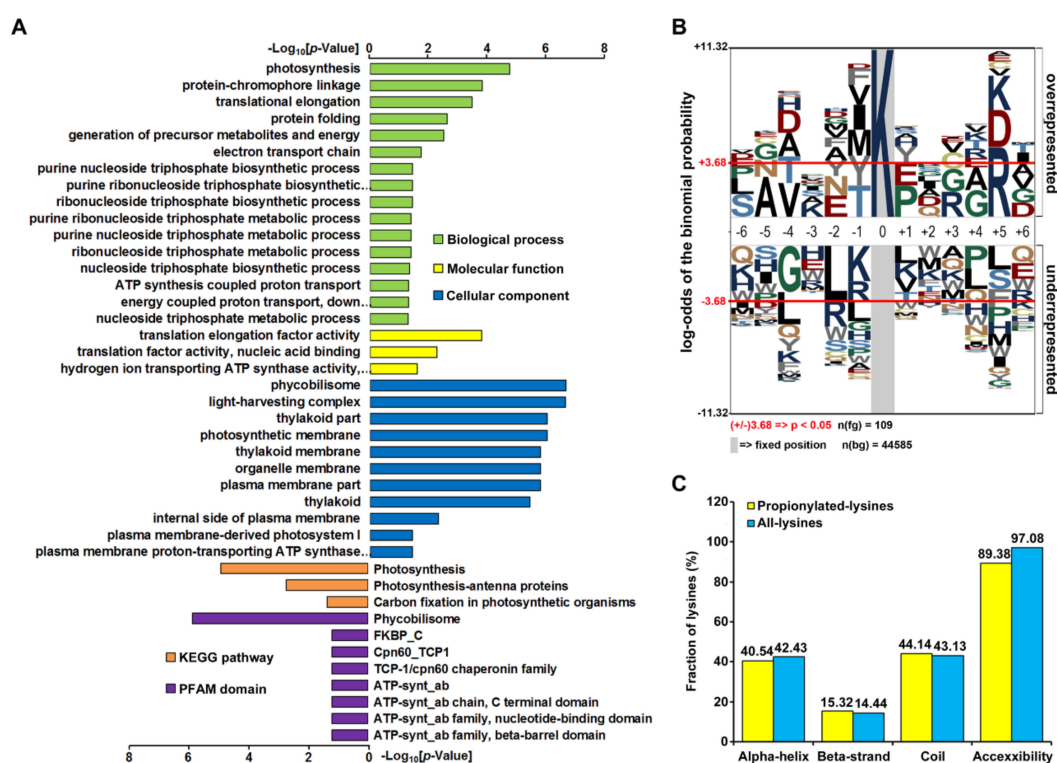 A
-Log10[p-Value] 0 2 4 6 8
photosynthesis
protein-chromophore linkage
translational elongation
protein folding
generation of precursor metabolites and energy
electron transport chain
purine nucleoside triphosphate biosynthetic process
purine ribonucleoside triphosphate biosynthetic..
ribonucleoside triphosphate biosynthetic process
purine ribonucleoside triphosphate metabolic process
purine nucleoside triphosphate metabolic process
ribonucleoside triphosphate metabolic process
nucleoside triphosphate biosynthetic process
ATP synthesis coupled proton transport
energy coupled proton transport, down..
nucleoside triphosphate metabolic process
translation elongation factor activity
translation factor activity, nucleic acid binding
hydrogen ion transporting ATP synthase activity,..
phycobilisome
light-harvesting complex
thylakoid part
photosynthetic membrane
thylakoid membrane
organelle membrane
plasma membrane part
thylakoid
internal side of plasma membrane
plasma membrane-derived photosystem I
plasma membrane proton-transporting ATP synthase..
Biological process
Molecular function
Cellular component
Photosynthesis
Photosynthesis-antenna proteins
Carbon fixation in photosynthetic organisms
Phycobilisome
FKBP_C
Cpn60_TCP1
TCP-1/cpn60 chaperonin family
ATP-synt_ab
ATP-synt_ab chain, C terminal domain
ATP-synt_ab family, nucleotide-binding domain
ATP-synt_ab family, beta-barrel domain
KEGG pathway
PFAM domain
8 6 4 2 0 -Log10[p-Value]
B
+11.32
+3.68
-3.68
-11.32
log-odds of the binomial probability
overrepresented
underrepresented
K
-6 -5 -4 -3 -2 -1 0 +1 +2 +3 +4 +5 +6
(+/-)3.68 => p < 0.05 n(fg) = 109
=> fixed position n(bg) = 44585
C
Fraction of lysines (%)
120
100
80
60
40
20
0
Propionylated-lysines
All-lysines
40.54 42.43
15.32 14.44
44.14 43.13
89.38 97.08
Alpha-helix Beta-strand Coil Accexxibility